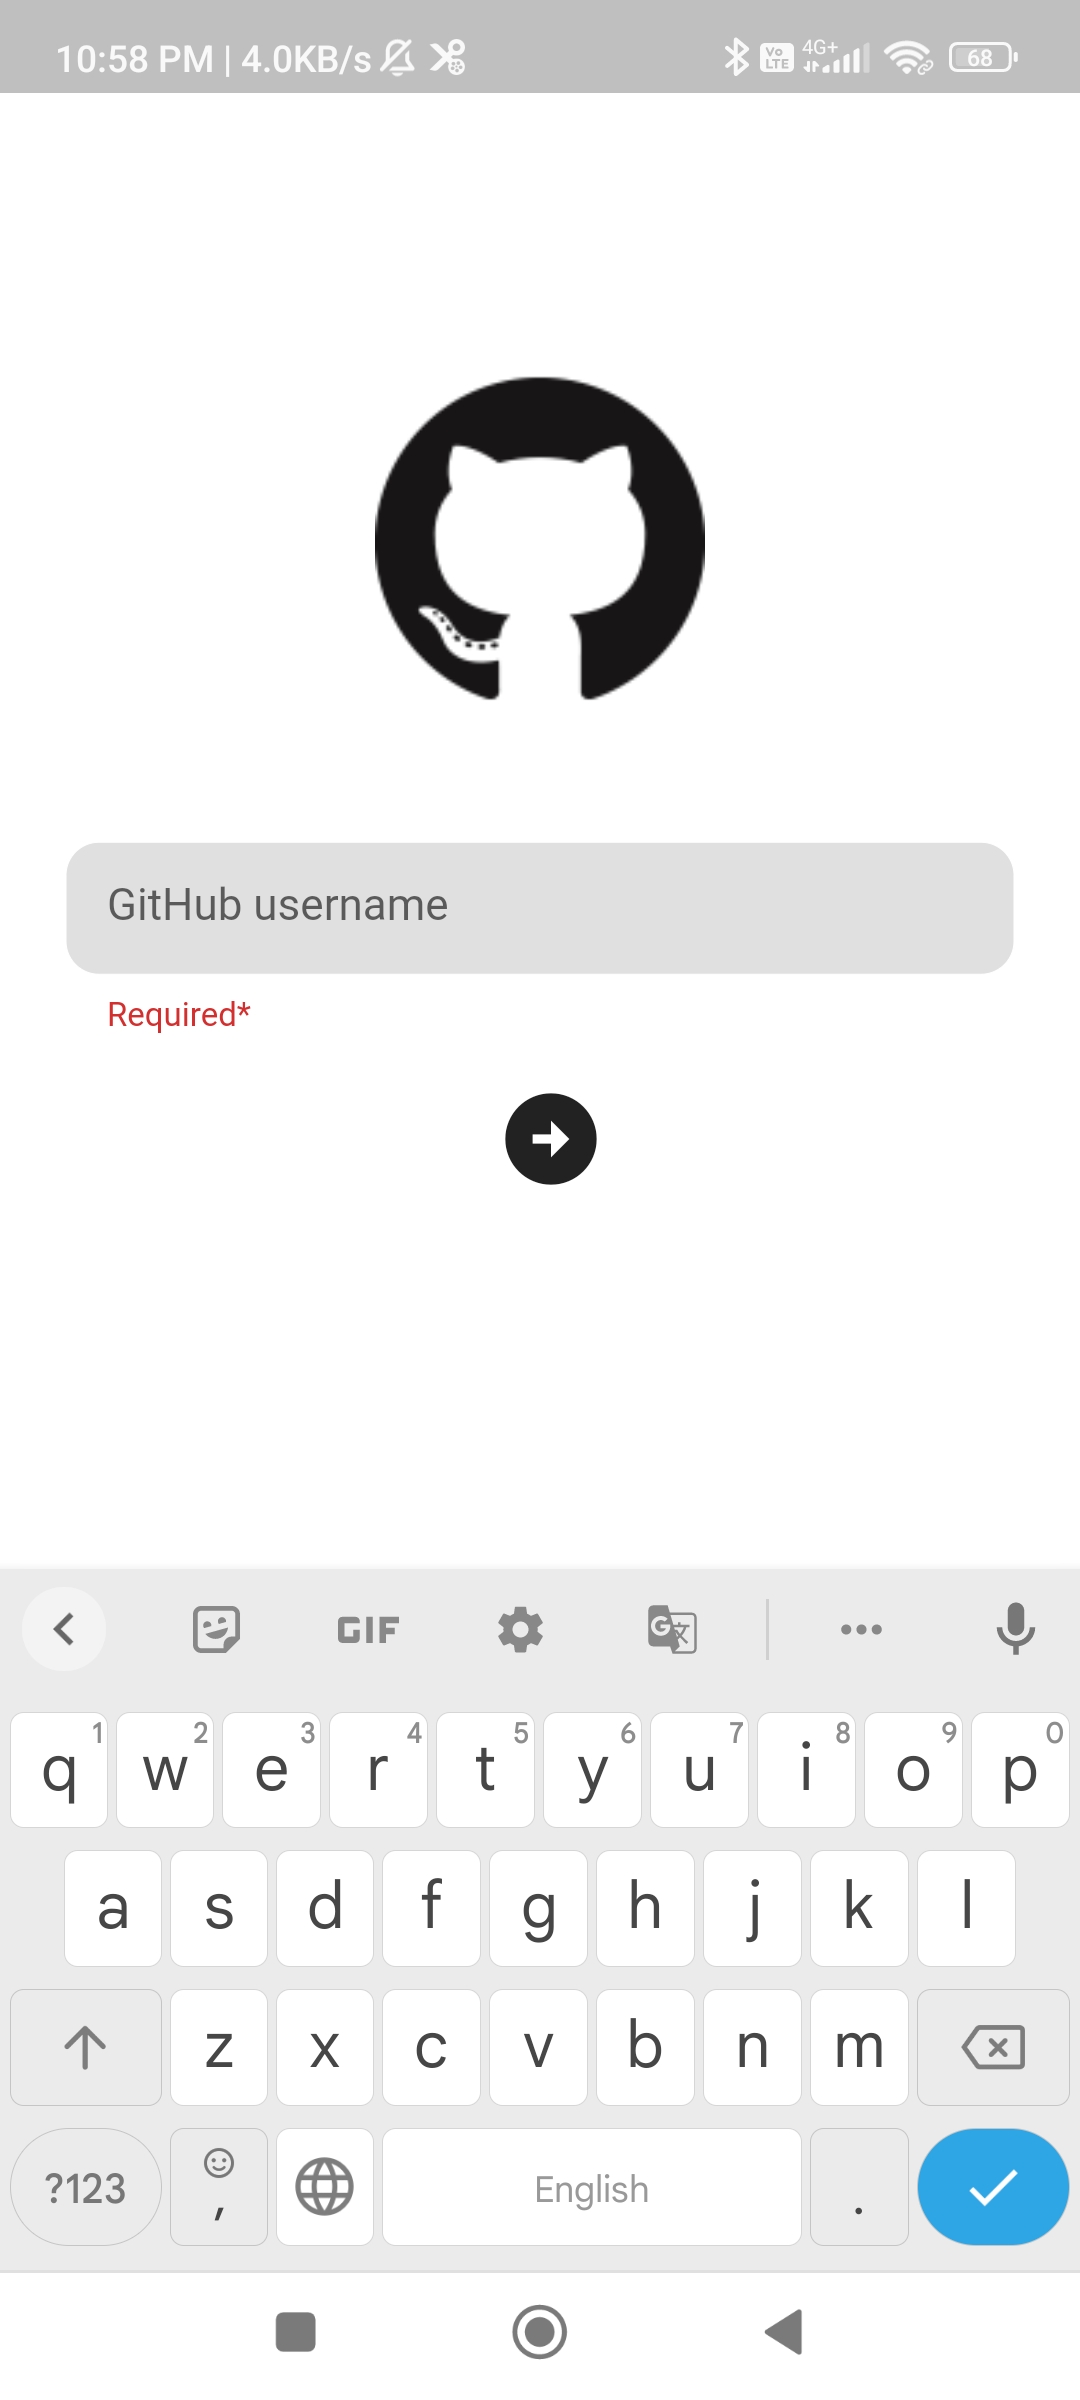 10:58 PM | 4.0KB/s Vo LTE 4G+ 68
GitHub username
Required*
GIF G 文
1 2 3 4 5 6 7 8 9 0
q w e r t y u i o p
a s d f g h j k l
z x c v b n m
?123 , English .